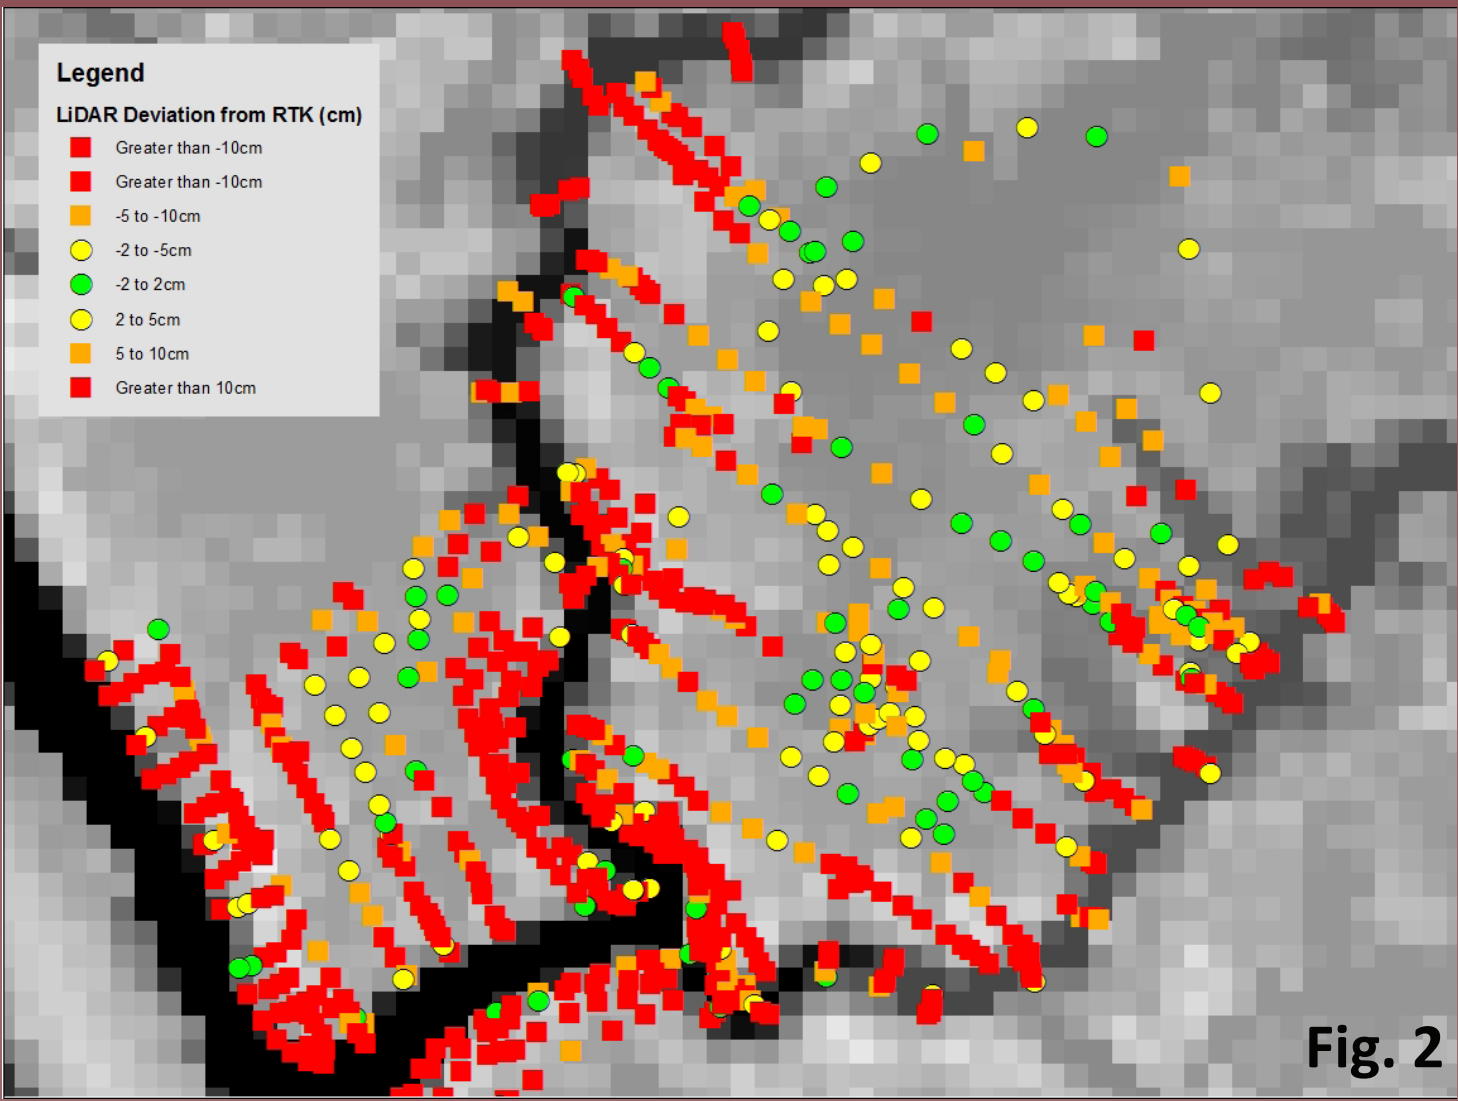 Legend
LiDAR Deviation from RTK (cm)
Greater than -10cm
Greater than -10cm
-5 to -10cm
-2 to -5cm
-2 to 2cm
2 to 5cm
5 to 10cm
Greater than 10cm
Fig. 2